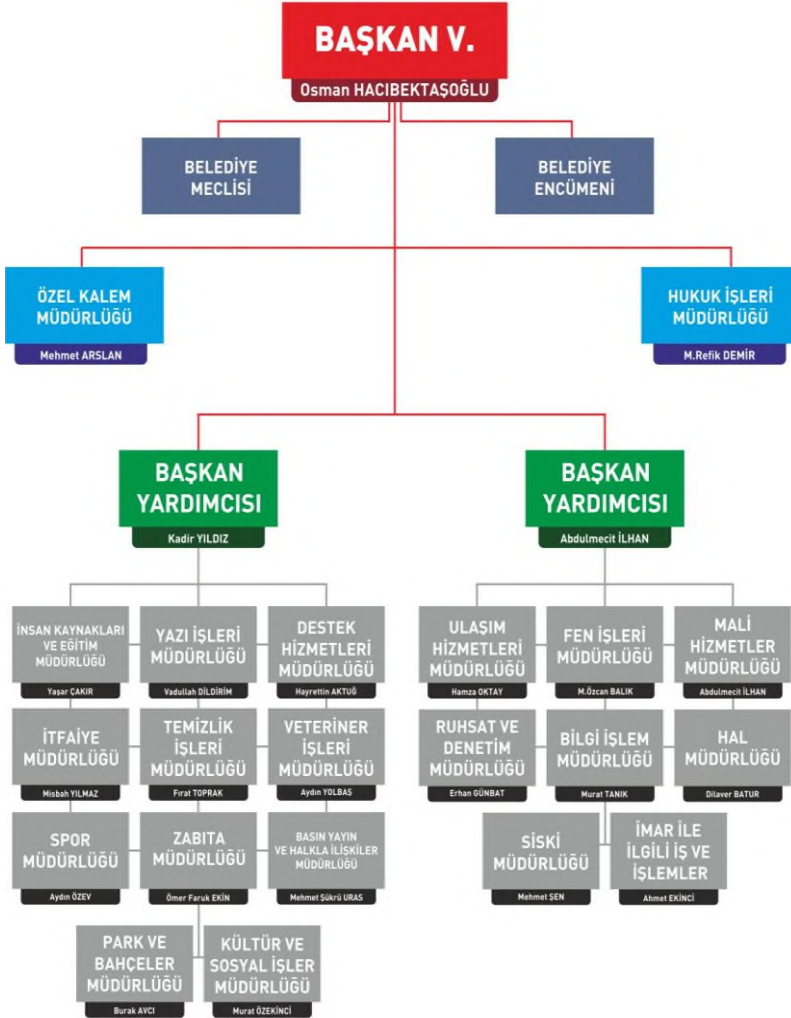 BAŞKAN V.
Osman HACIBEKTAŞOĞLU
BELEDİYE
MECLİSİ
BELEDİYE
ENCÜMENİ
ÖZEL KALEM
MÜDÜRLÜĞÜ
Mehmet ARSLAN
HUKUK İŞLERİ
MÜDÜRLÜĞÜ
M.Refik DEMİR
BAŞKAN
YARDIMCISI
Kadir YILDIZ
BAŞKAN
YARDIMCISI
Abdulmecit İLHAN
İNSAN KAYNAKLARI
VE EĞİTİM
MÜDÜRLÜĞÜ
Yaşar ÇAKIR
YAZI İŞLERİ
MÜDÜRLÜĞÜ
Vadullah DİLDİRİM
DESTEK
HİZMETLERİ
MÜDÜRLÜĞÜ
Hayrettin AKTUĞ
ULAŞIM
HİZMETLERİ
MÜDÜRLÜĞÜ
Hamza OKTAY
FEN İŞLERİ
MÜDÜRLÜĞÜ
M.Özcan BALIK
MALİ
HİZMETLER
MÜDÜRLÜĞÜ
Abdulmecit İLHAN
İTFAİYE
MÜDÜRLÜĞÜ
Misbah YILMAZ
TEMİZLİK
İŞLERİ
MÜDÜRLÜĞÜ
Fırat TOPRAK
VETERİNER
İŞLERİ
MÜDÜRLÜĞÜ
Aydın YOLBAŞ
RUHSAT VE
DENETİM
MÜDÜRLÜĞÜ
Erhan GÜNBAT
BİLGİ İŞLEM
MÜDÜRLÜĞÜ
Murat TANIK
HAL
MÜDÜRLÜĞÜ
Dilaver BATUR
SPOR
MÜDÜRLÜĞÜ
Aydın ÖZEV
ZABITA
MÜDÜRLÜĞÜ
Ömer Faruk EKİN
BASIN YAYIN
VE HALKLA İLİŞKİLER
MÜDÜRLÜĞÜ
Mehmet Şükrü URAS
SİSKİ
MÜDÜRLÜĞÜ
Mehmet ŞEN
İMAR İLE
İLGİLİ İŞ VE
İŞLEMLER
Ahmet EKİNCİ
PARK VE
BAHÇELER
MÜDÜRLÜĞÜ
Burak AVCI
KÜLTÜR VE
SOSYAL İŞLER
MÜDÜRLÜĞÜ
Murat ÖZEKİNCİ